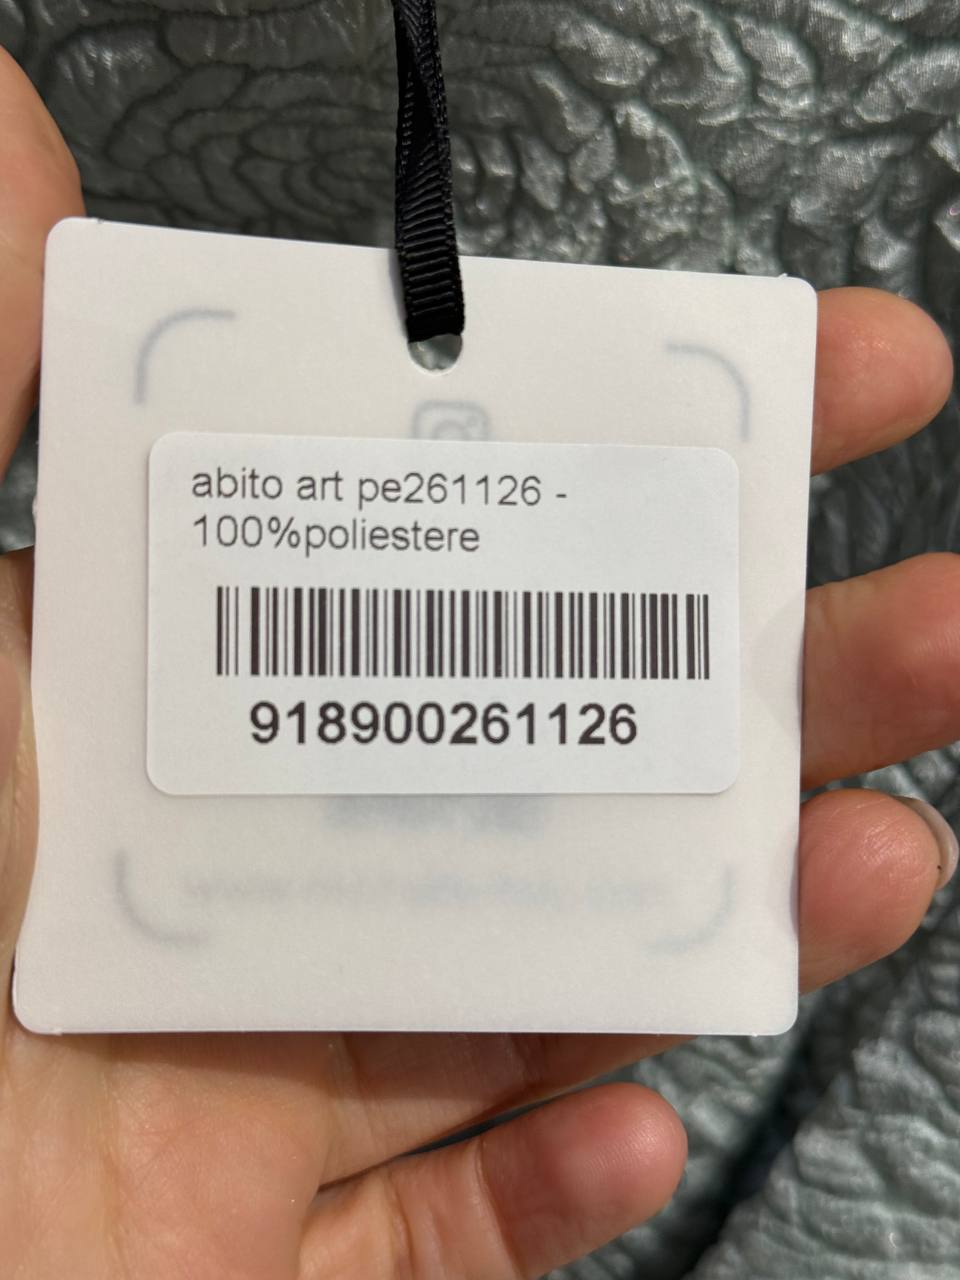 abito art pe261126 -
100%poliestere
918900261126